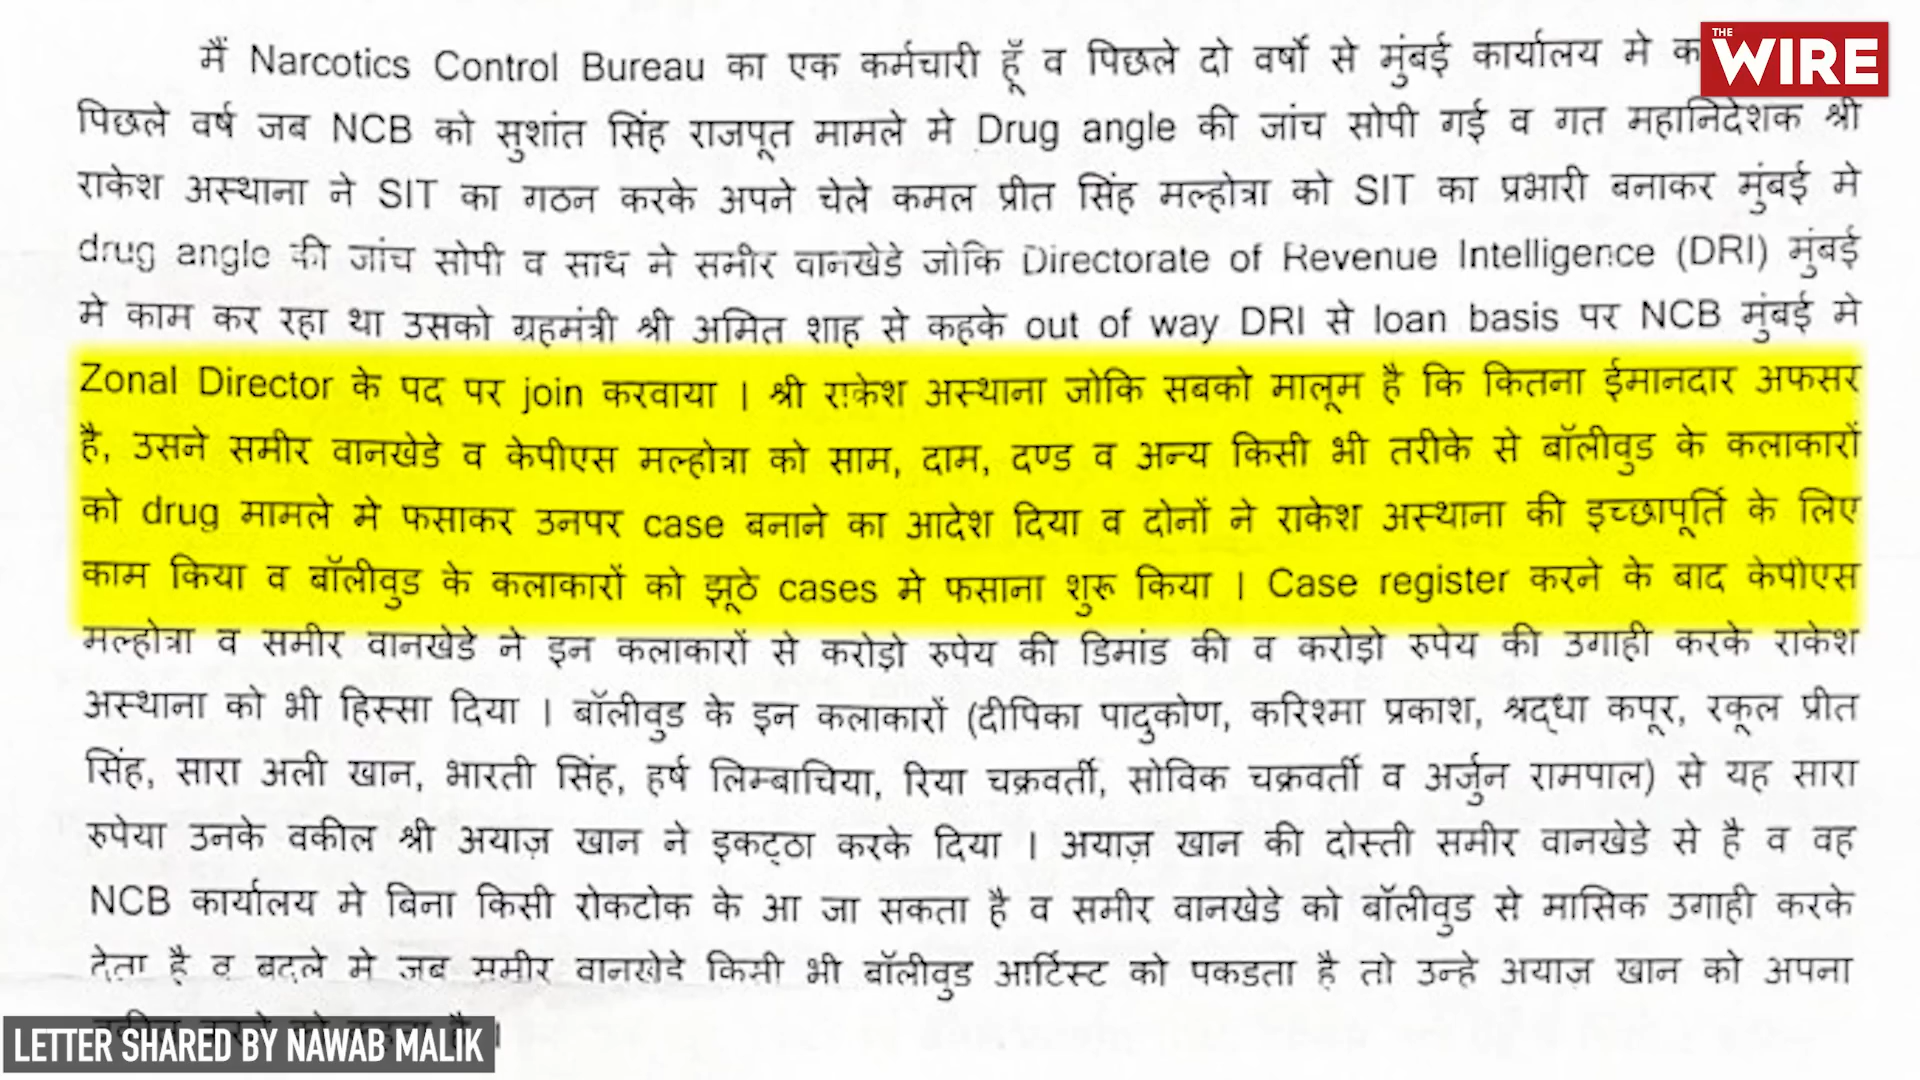 मैं Narcotics Control Bureau का एक कर्मचारी हूँ व पिछले दो वर्षो से मुंबई कार्यालय मे
THE WIRE
पिछले वर्ष जब NCB को सुशांत सिंह राजपूत मामले मे Drug angle की जांच सोपी गई व गत महानिदेशक श्री
राकेश अस्थाना ने SIT का गठन करके अपने चेले कमल प्रीत सिंह मल्होत्रा को SIT का प्रभारी बनाकर मुंबई मे
drug angle की जांच सोपी व साथ मे समीर वानखेडे जोकि Directorate of Revenue Intelligence (DRI) मुंबई
मे काम कर रहा था उसको ग्रहमंत्री श्री अमित शाह से कहके out of way DRI से loan basis पर NCB मुंबई मे
Zonal Director के पद पर join करवाया । श्री राकेश अस्थाना जोकि सबको मालूम है कि कितना ईमानदार अफसर
है, उसने समीर वानखेडे व केपीएस मल्होत्रा को साम, दाम, दण्ड व अन्य किसी भी तरीके से बॉलीवुड के कलाकारों
को drug मामले मे फसाकर उनपर case बनाने का आदेश दिया व दोनों ने राकेश अस्थाना की इच्छापूर्ति के लिए
काम किया व बॉलीवुड के कलाकारों को झूठे cases मे फसाना शुरू किया । Case register करने के बाद केपीएस
मल्होत्रा व समीर वानखेडे ने इन कलाकारों से करोड़ो रुपेय की डिमांड की व करोड़ो रुपेय की उगाही करके राकेश
अस्थाना को भी हिस्सा दिया । बॉलीवुड के इन कलाकारों (दीपिका पादुकोण, करिश्मा प्रकाश, श्रद्धा कपूर, रकूल प्रीत
सिंह, सारा अली खान, भारती सिंह, हर्ष लिम्बाचिया, रिया चक्रवर्ती, सोविक चक्रवर्ती व अर्जुन रामपाल) से यह सारा
रुपेया उनके वकील श्री अयाज़ खान ने इकट्ठा करके दिया । अयाज़ खान की दोस्ती समीर वानखेडे से है व वह
NCB कार्यालय मे बिना किसी रोकटोक के आ जा सकता है व समीर वानखेडे को बॉलीवुड से मासिक उगाही करके
देता है व बदले मे जब समीर वानखेडे किसी भी बॉलीवुड आर्टिस्ट को पकडता है तो उन्हे अयाज़ खान को अपना
LETTER SHARED BY NAWAB MALIK